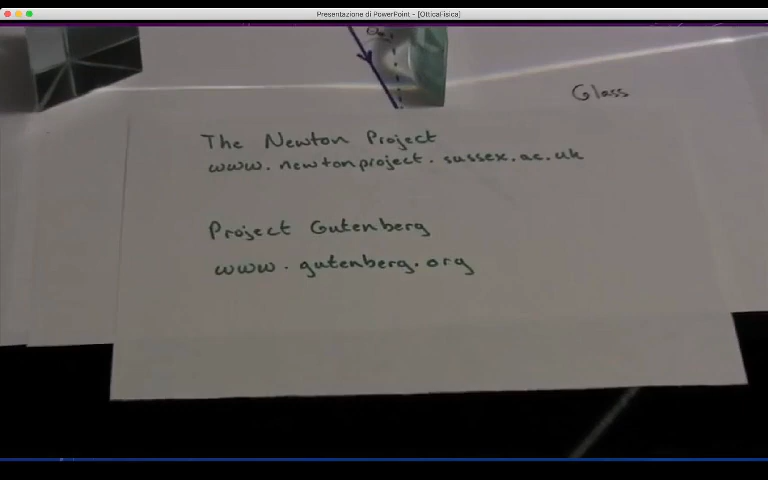 Presentazione di PowerPoint - [OtticaFisica]
Glass
The Newton Project
www.newtonproject.sussex.ac.uk
Project Gutenberg
www.gutenberg.org